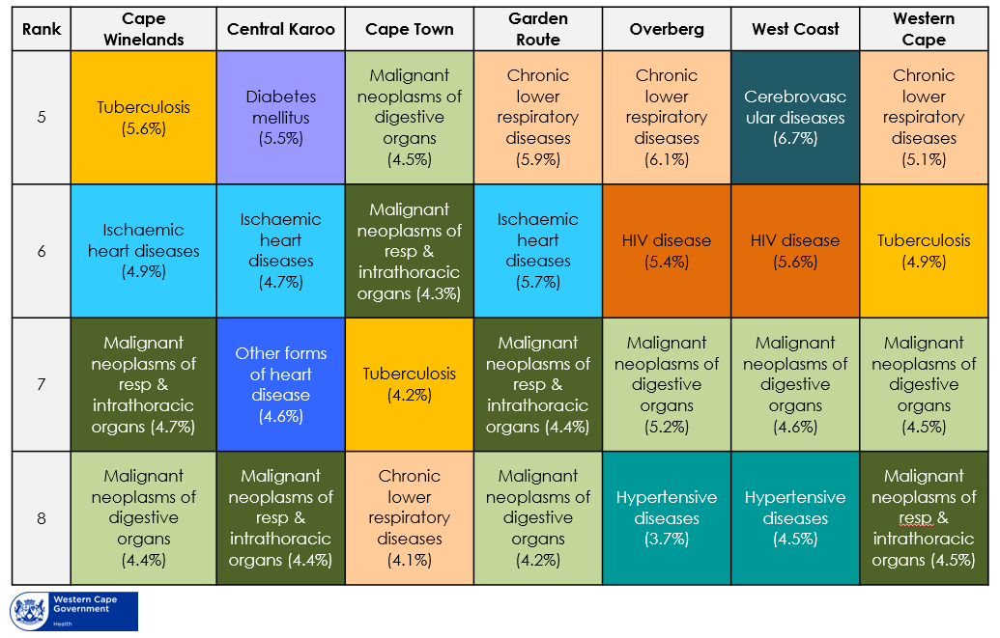 Rank
Cape
Winelands
Central Karoo
Cape Town
Garden
Route
Overberg
West Coast
Western
Cape
5
Tuberculosis
(5.6%)
Diabetes
mellitus
(5.5%)
Malignant
neoplasms of
digestive
organs
(4.5%)
Chronic
lower
respiratory
diseases
(5.9%)
Chronic
lower
respiratory
diseases
(6.1%)
Cerebrovasc
ular diseases
(6.7%)
Chronic
lower
respiratory
diseases
(5.1%)
6
Ischaemic
heart diseases
(4.9%)
Ischaemic
heart
diseases
(4.7%)
Malignant
neoplasms of
resp &
intrathoracic
organs (4.3%)
Ischaemic
heart
diseases
(5.7%)
HIV disease
(5.4%)
HIV disease
(5.6%)
Tuberculosis
(4.9%)
7
Malignant
neoplasms of
resp &
intrathoracic
organs (4.7%)
Other forms
of heart
disease
(4.6%)
Tuberculosis
(4.2%)
Malignant
neoplasms of
resp &
intrathoracic
organs (4.4%)
Malignant
neoplasms of
digestive
organs
(5.2%)
Malignant
neoplasms of
digestive
organs
(4.6%)
Malignant
neoplasms of
digestive
organs
(4.5%)
8
Malignant
neoplasms of
digestive
organs
(4.4%)
Malignant
neoplasms of
resp &
intrathoracic
organs (4.4%)
Chronic
lower
respiratory
diseases
(4.1%)
Malignant
neoplasms of
digestive
organs
(4.2%)
Hypertensive
diseases
(3.7%)
Hypertensive
diseases
(4.5%)
Malignant
neoplasms of
resp &
intrathoracic
organs (4.5%)
Western Cape
Government
Health